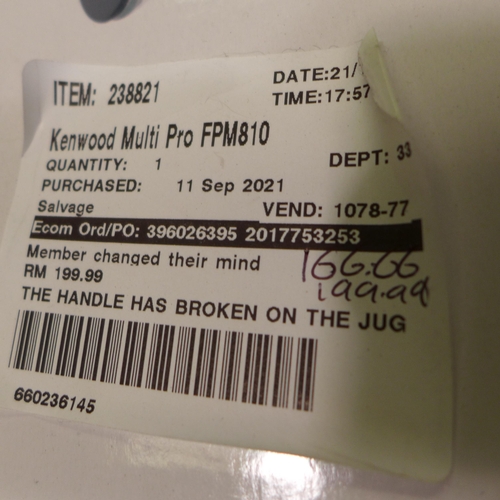 ITEM: 238821
DATE:21/
TIME:17:57
Kenwood Multi Pro FPM810
QUANTITY: 1
DEPT: 33
PURCHASED: 11 Sep 2021
Salvage
VEND: 1078-77
Ecom Ord/PO: 396026395 2017753253
Member changed their mind
166.66
RM 199.99
199.99
THE HANDLE HAS BROKEN ON THE JUG
660236145